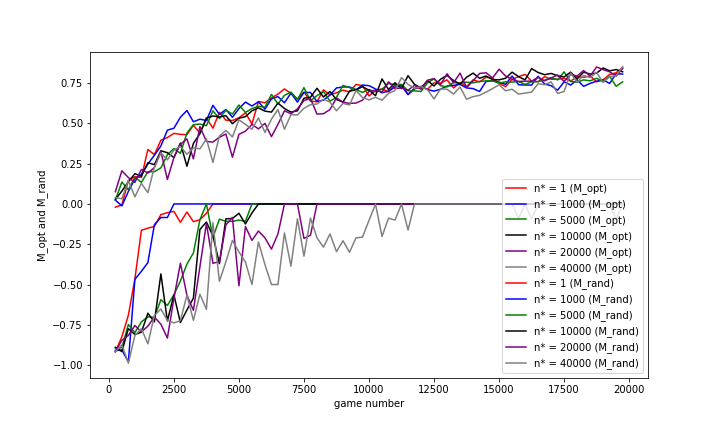 0.75
0.50
0.25
0.00
−0.25
−0.50
−0.75
−1.00
M_opt and M_rand
n* = 1 (M_opt)
n* = 1000 (M_opt)
n* = 5000 (M_opt)
n* = 10000 (M_opt)
n* = 20000 (M_opt)
n* = 40000 (M_opt)
n* = 1 (M_rand)
n* = 1000 (M_rand)
n* = 5000 (M_rand)
n* = 10000 (M_rand)
n* = 20000 (M_rand)
n* = 40000 (M_rand)
0 2500 5000 7500 10000 12500 15000 17500 20000
game number